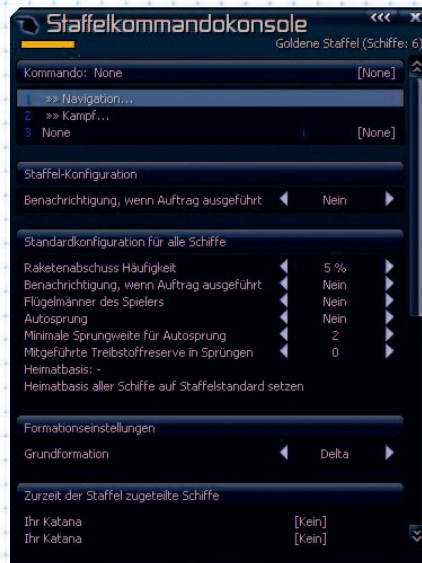 Staffelkommandokonsole
Goldene Staffel (Schiffe: 6)
Kommando: None [None]
1 »» Navigation...
2 »» Kampf...
3 None [None]
Staffel-Konfiguration
Benachrichtigung, wenn Auftrag ausgeführt Nein
Standardkonfiguration für alle Schiffe
Raketenabschuss Häufigkeit 5 %
Benachrichtigung, wenn Auftrag ausgeführt Nein
Flügelmänner des Spielers Nein
Autosprung Nein
Minimale Sprungweite für Autosprung 2
Mitgeführte Treibstoffreserve in Sprüngen 0
Heimatbasis: -
Heimatbasis aller Schiffe auf Staffelstandard setzen
Formationseinstellungen
Grundformation Delta
Zurzeit der Staffel zugeteilte Schiffe
Ihr Katana [Kein]
Ihr Katana [Kein]